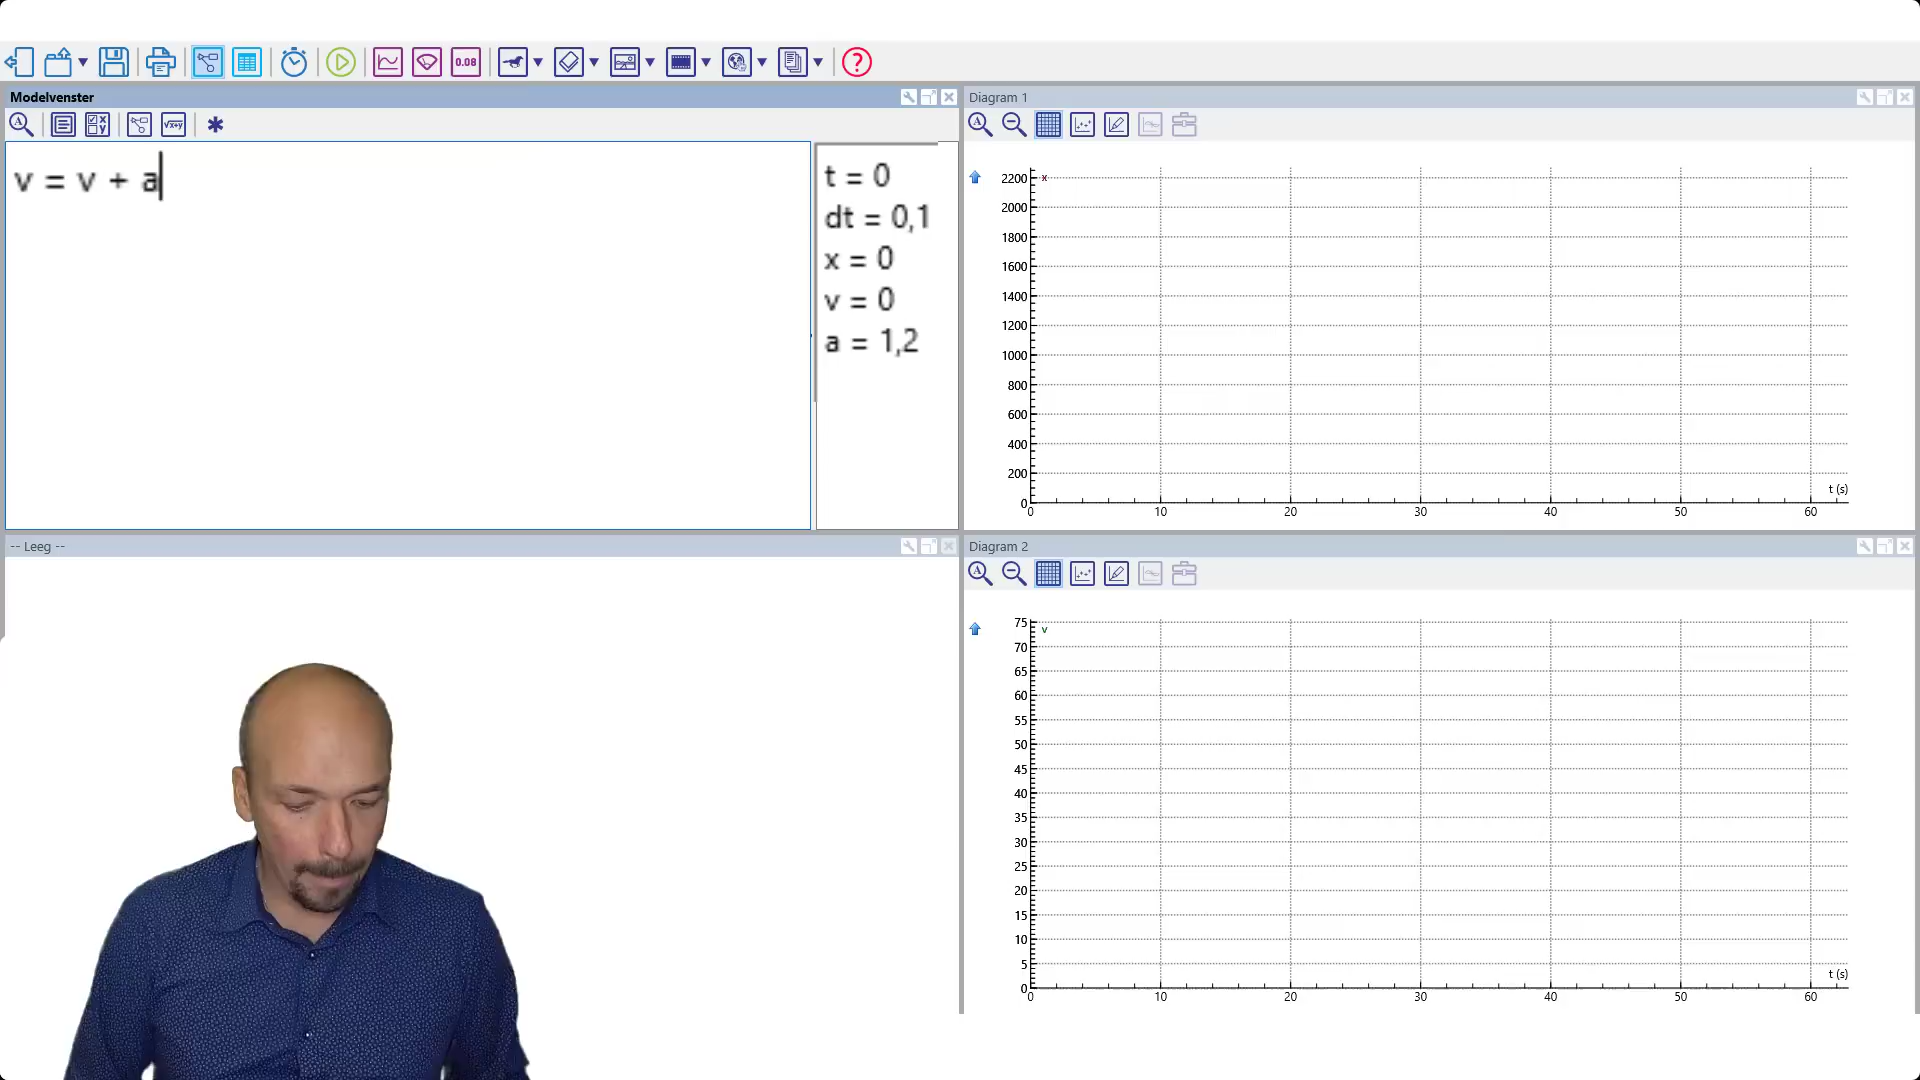 0.08
?
Modelvenster
v = v + a
t = 0
dt = 0,1
x = 0
v = 0
a = 1,2
-- Leeg --
Diagram 1
x
2200
2000
1800
1600
1400
1200
1000
800
600
400
200
0
t (s)
0 10 20 30 40 50 60
Diagram 2
v
75
70
65
60
55
50
45
40
35
30
25
20
15
10
5
0
t (s)
0 10 20 30 40 50 60